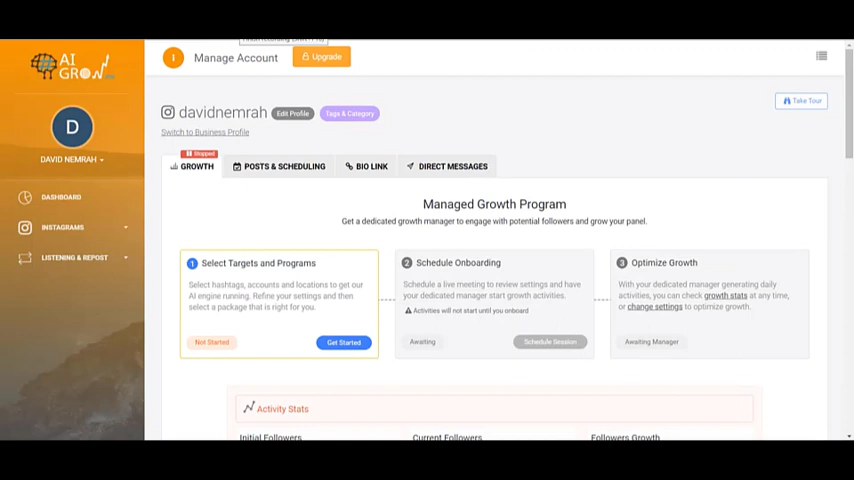 AI
GROW
I
Manage Account
Upgrade
D
DAVID NEMRAH
DASHBOARD
INSTAGRAMS
LISTENING & REPOST
davidnemrah
Edit Profile
Tags & Category
Take Tour
Switch to Business Profile
Stopped
GROWTH
POSTS & SCHEDULING
BIO LINK
DIRECT MESSAGES
Managed Growth Program
Get a dedicated growth manager to engage with potential followers and grow your panel.
1 Select Targets and Programs
Select hashtags, accounts and locations to get our
AI engine running. Refine your settings and then
select a package that is right for you.
Not Started
Get Started
2 Schedule Onboarding
Schedule a live meeting to review settings and have
your dedicated manager start growth activities.
Activities will not start until you onboard
Awaiting
Schedule Session
3 Optimize Growth
With your dedicated manager generating daily
activities, you can check growth stats at any time,
or change settings to optimize growth.
Awaiting Manager
Activity Stats
Initial Followers
Current Followers
Followers Growth